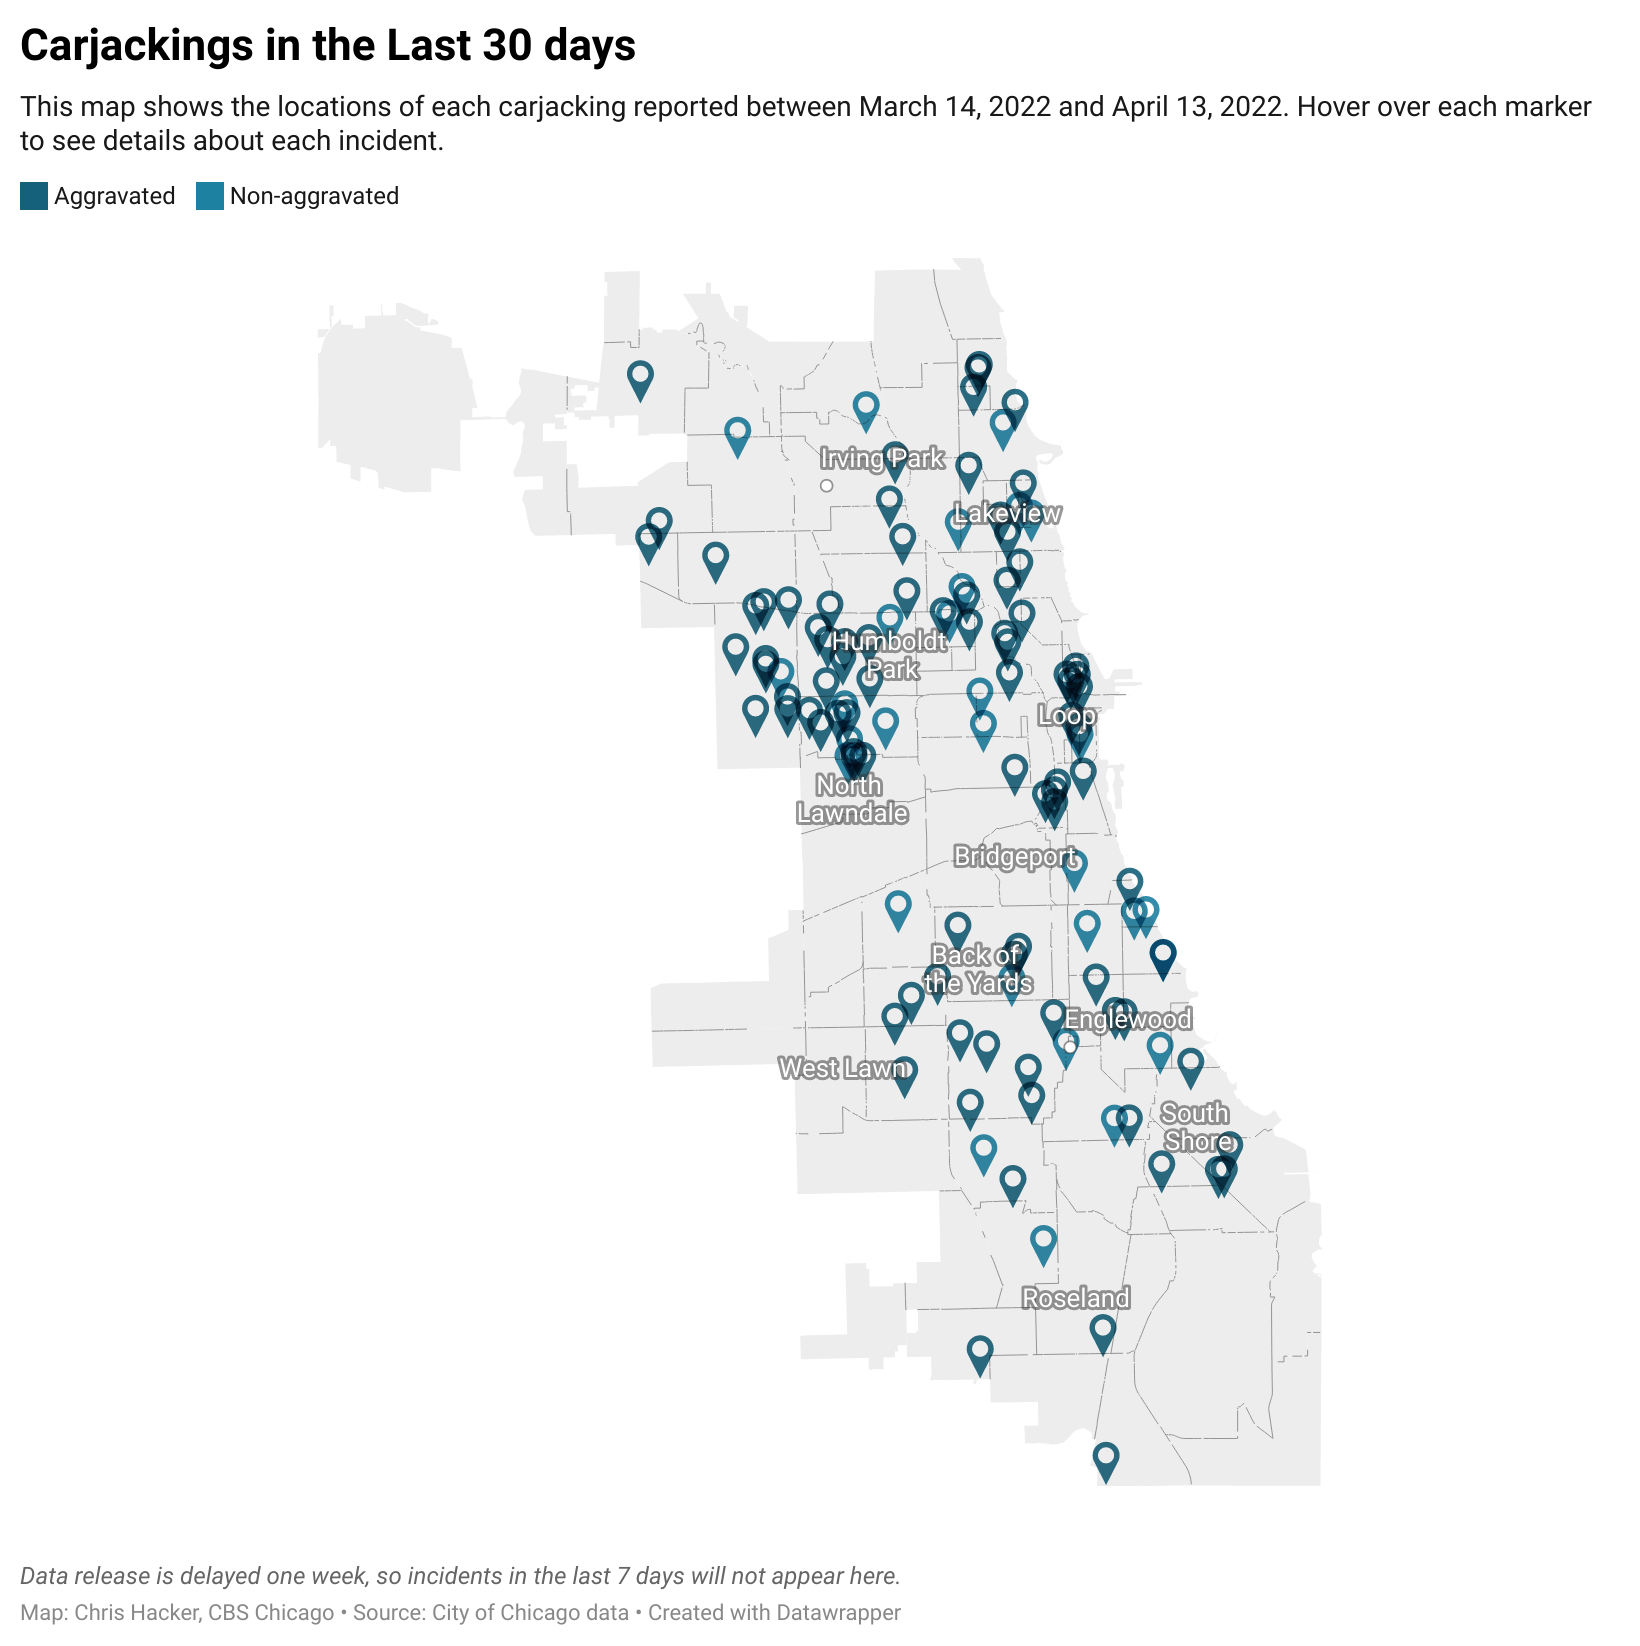 Carjackings in the Last 30 days
This map shows the locations of each carjacking reported between March 14, 2022 and April 13, 2022. Hover over each marker
to see details about each incident.
Aggravated Non-aggravated
Irving Park
Lakeview
Humboldt
Park
Loop
North
Lawndale
Bridgeport
Back of
the Yards
Englewood
West Lawn
South
Shore
Roseland
Data release is delayed one week, so incidents in the last 7 days will not appear here.
Map: Chris Hacker, CBS Chicago • Source: City of Chicago data • Created with Datawrapper